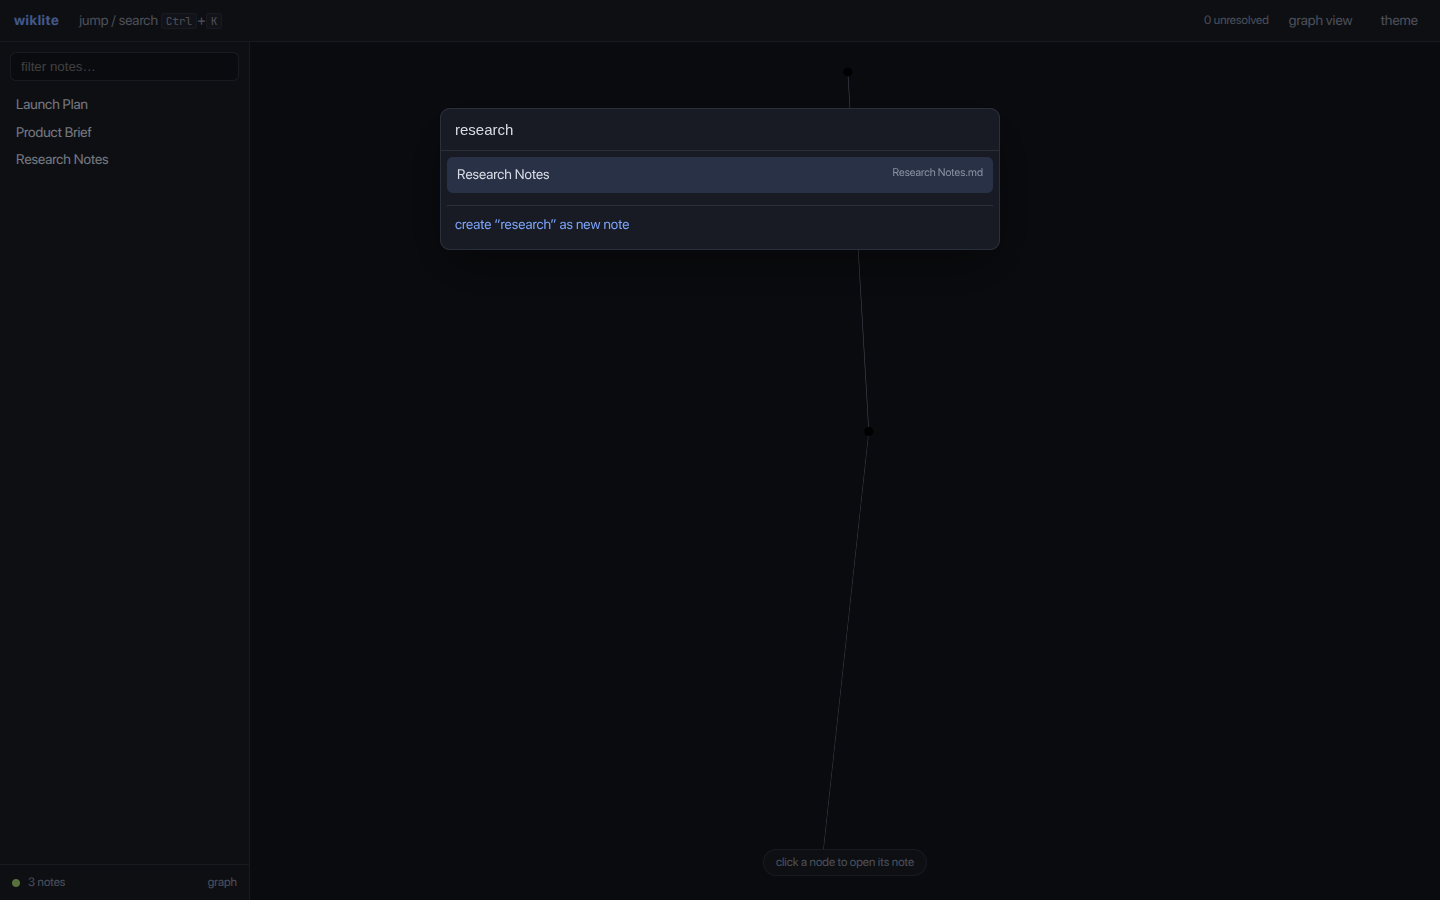 wiklite jump / search Ctrl + K 0 unresolved graph view theme
filter notes...
Launch Plan
Product Brief
Research Notes
research
Research Notes Research Notes.md
create “research” as new note
click a node to open its note
3 notes graph